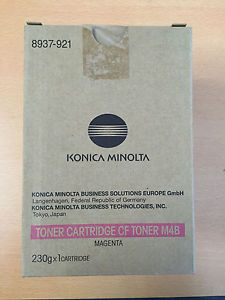 8937-921
KONICA MINOLTA
KONICA MINOLTA BUSINESS SOLUTIONS EUROPE GmbH
Langenhagen, Federal Republic of Germany
KONICA MINOLTA BUSINESS TECHNOLOGIES, INC.
Tokyo, Japan
TONER CARTRIDGE CF TONER M4B
MAGENTA
230g x 1 CARTRIDGE